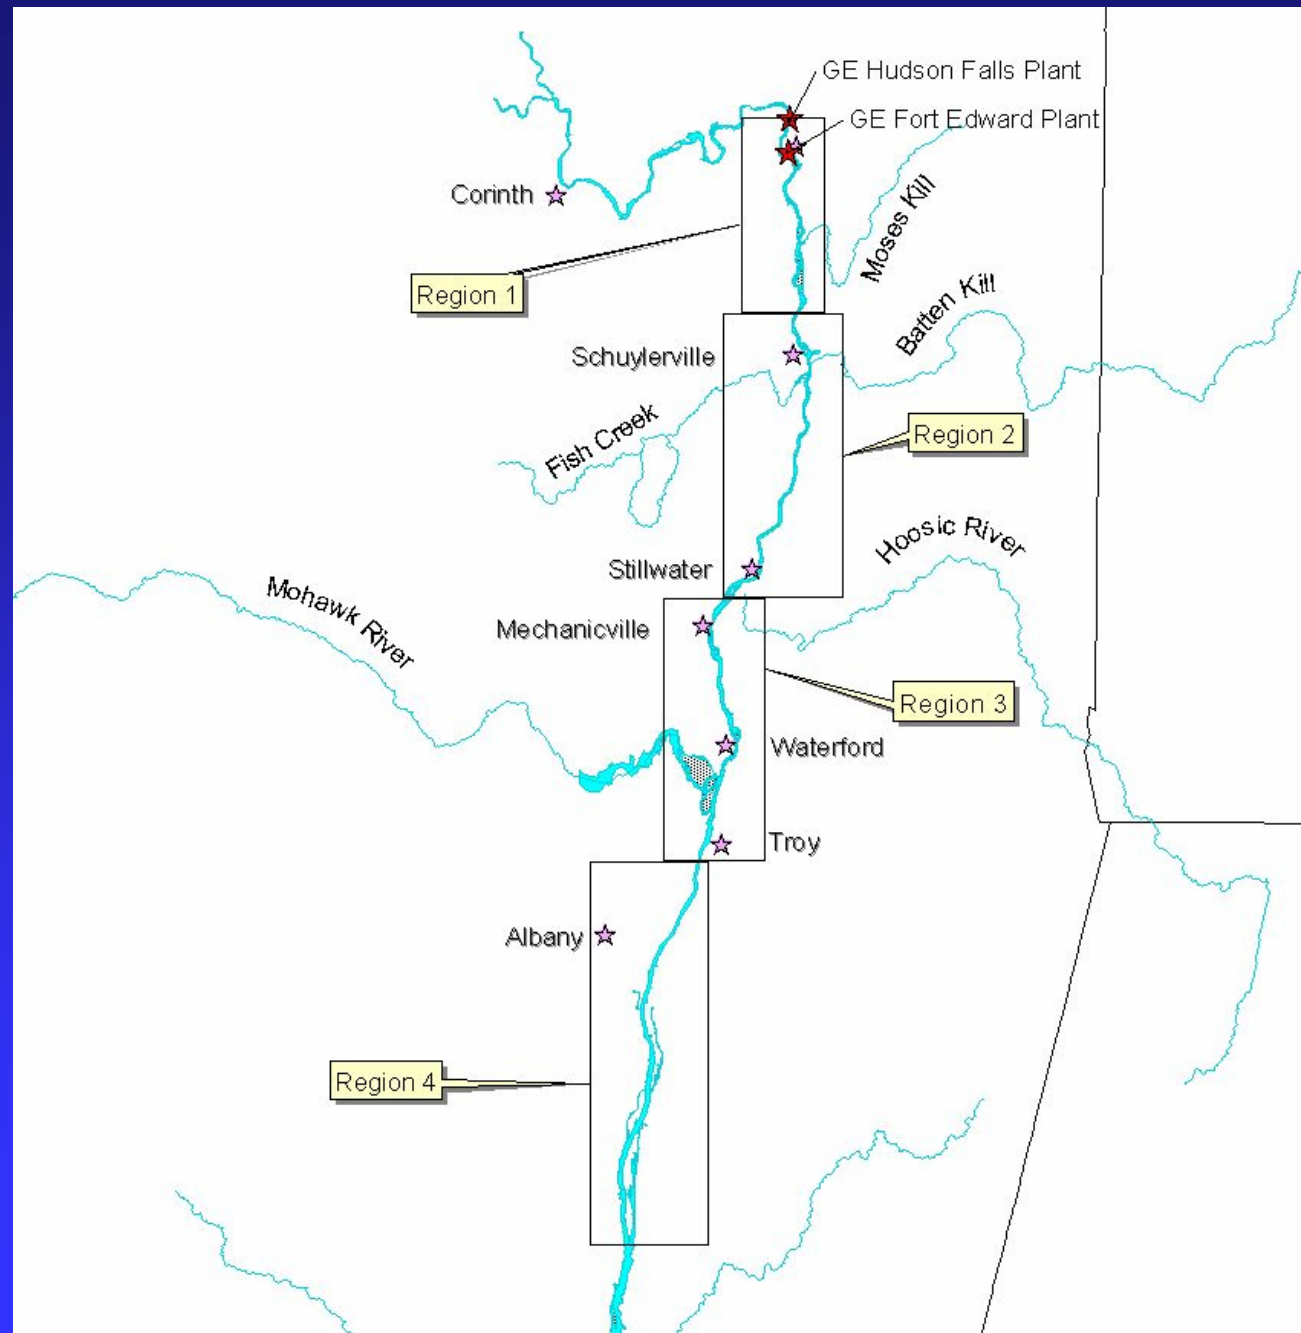 GE Hudson Falls Plant
GE Fort Edward Plant
Corinth
Moses Kill
Region 1
Batten Kill
Schuylerville
Fish Creek
Region 2
Hoosic River
Stillwater
Mohawk River
Mechanicville
Region 3
Waterford
Troy
Albany
Region 4